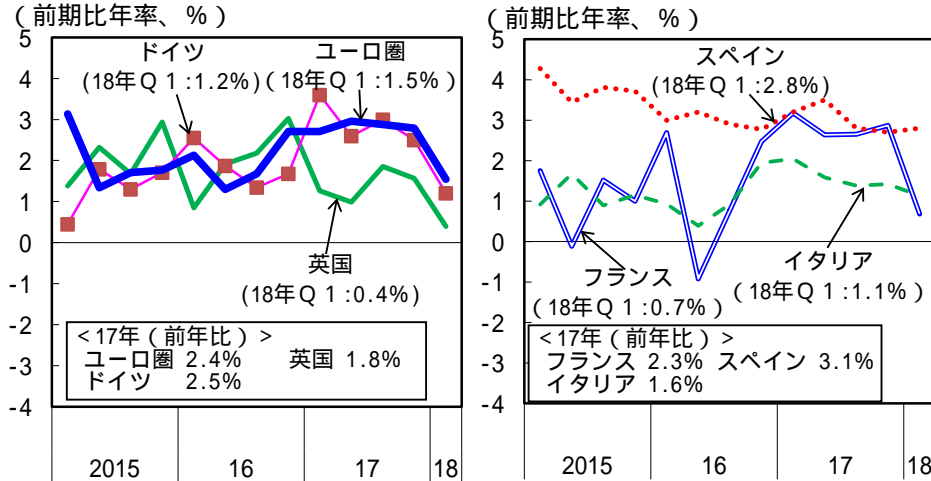 （前期比年率、％）
5
4
3
2
1
0
-1
-2
-3
-4
ドイツ
(18年Ｑ1:1.2%)
ユーロ圏
(18年Ｑ1:1.5%)
英国
(18年Ｑ1:0.4%)
<17年（前年比）>
ユーロ圏 2.4% 英国 1.8%
ドイツ 2.5%
2015 16 17 18
（前期比年率、％）
5
4
3
2
1
0
-1
-2
-3
-4
スペイン
(18年Ｑ1:2.8%)
フランス
(18年Ｑ1:0.7%)
イタリア
(18年Ｑ1:1.1%)
<17年（前年比）>
フランス 2.3% スペイン 3.1%
イタリア 1.6%
2015 16 17 18